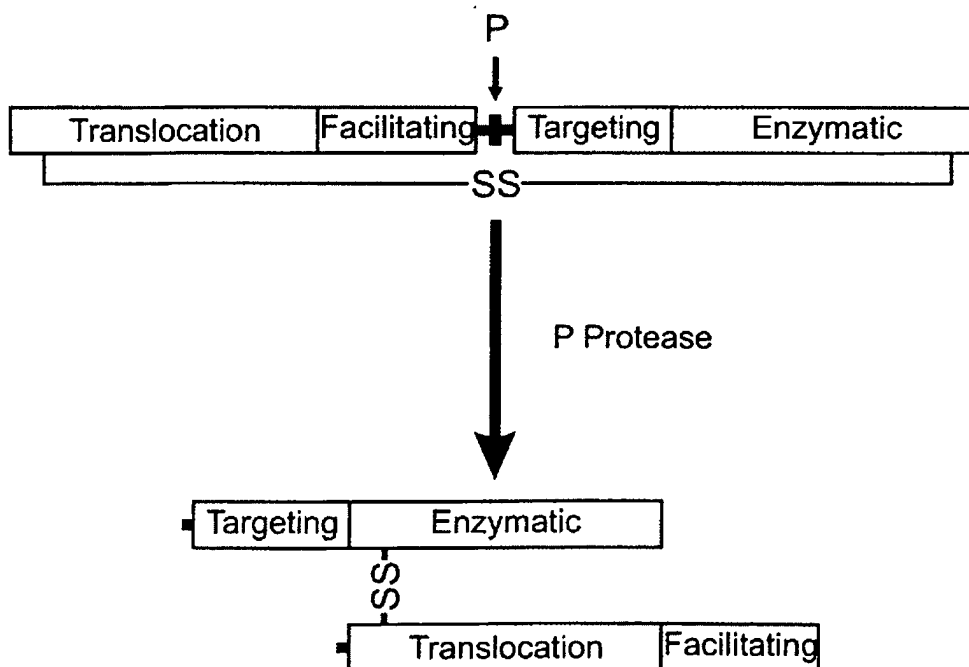 P
Translocation Facilitating Targeting Enzymatic
SS
P Protease
Targeting Enzymatic
SS
Translocation Facilitating